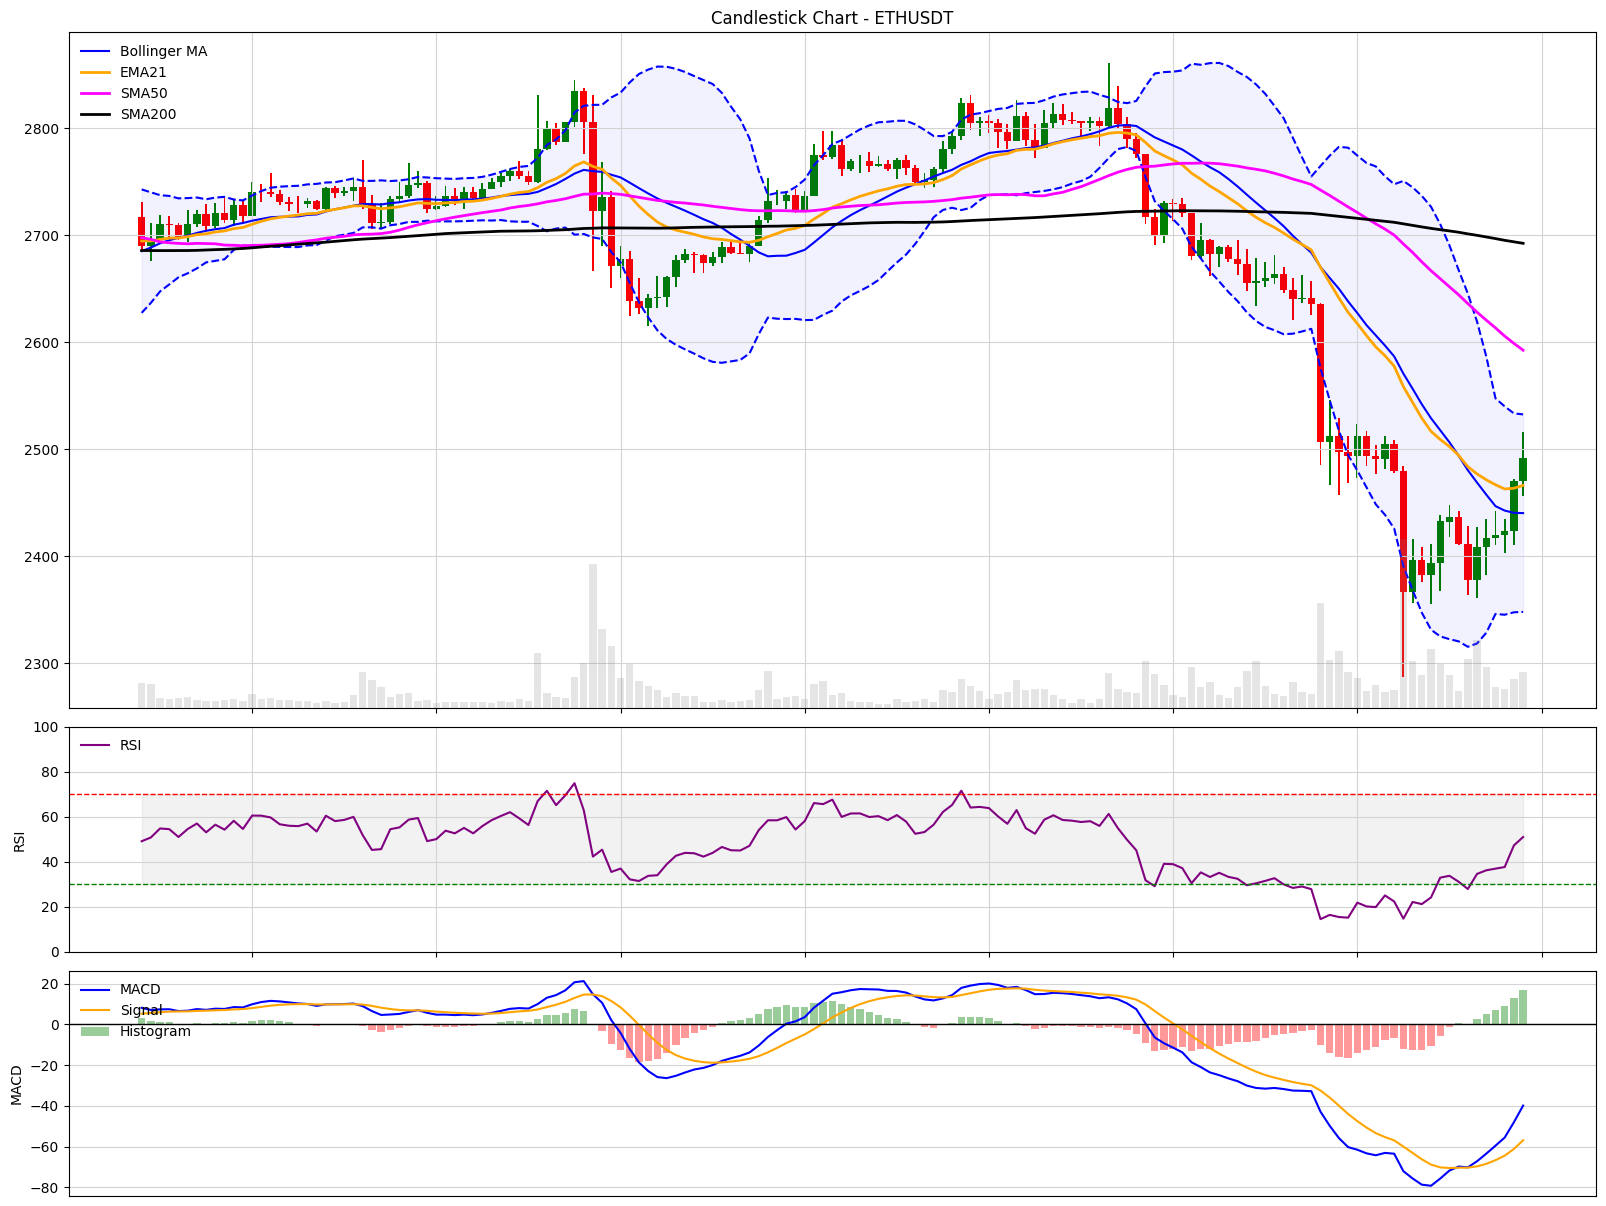 Candlestick Chart - ETHUSDT
Bollinger MA
EMA21
SMA50
SMA200
2800
2700
2600
2500
2400
2300
RSI
100
80
60
40
20
0
RSI
MACD
Signal
Histogram
20
0
−20
−40
−60
−80
MACD